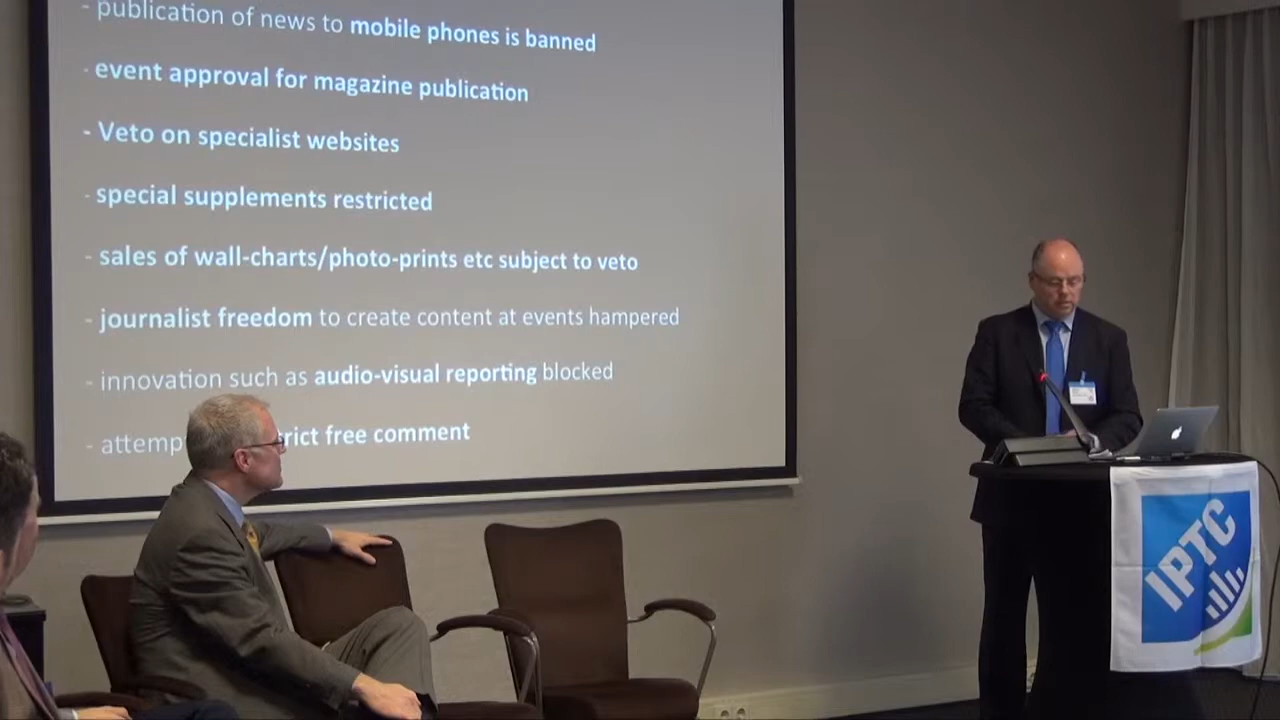 - publication of news to mobile phones is banned
- event approval for magazine publication
- Veto on specialist websites
- special supplements restricted
- sales of wall-charts/photo-prints etc subject to veto
- journalist freedom to create content at events hampered
- innovation such as audio-visual reporting blocked
- attemp rict free comment
IPTC